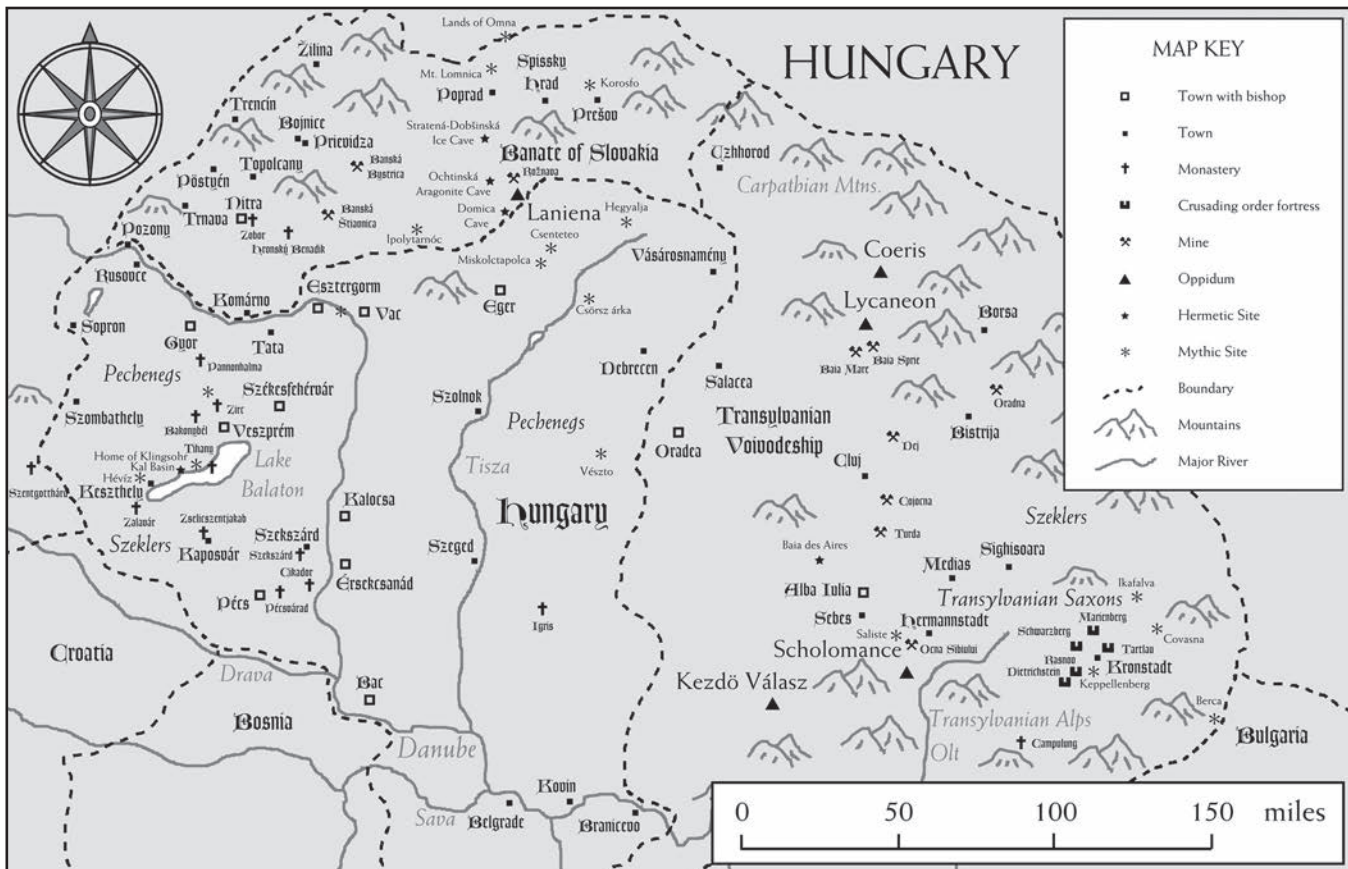 HUNGARY
MAP KEY
Town with bishop
Town
Monastery
Crusading order fortress
Mine
Oppidum
Hermetic Site
Mythic Site
Boundary
Mountains
Major River
Lands of Omna
Žilina
Mt. Lomnica
Spissky
hrad
Korosfo
Poprad
Prešov
Trencín
Bojnice
Prievidza
Stratená-Dobšinská
Ice Cave
Banate of Slovakia
Uzhhorod
Carpathian Mtns.
Topolcany
Banská
Bystrica
Pöstyén
Rožnava
Ochtinská
Aragonite Cave
Nitra
Trnava
Zobor
Hronský Benadik
Banská
Štiavnica
Domica
Cave
Laniena
Hegyalja
Ipolytarnóc
Csenteteo
Miskolctapolca
Pozony
Rusovce
Vásárosnamény
Coeris
Esztergorm
Komárno
Vac
Eger
Csörsz árka
Lycaneon
Borsa
Sopron
Gyor
Tata
Pannonhalma
Baia Sprie
Baia Mare
Pechenegs
Debrecen
Salacea
Székesfehérvár
Zirc
Szombathely
Bakonybél
Veszprém
Szolnok
Pechenegs
Transylvanian
Voivodeship
Oradna
Bistrija
Dej
Oradea
Tihany
Home of Klingsohr
Kal Basin
Hévíz
Lake
Balaton
Tisza
Vészto
Cluj
Szentgotthárd
Keszthely
Zalavár
Kalocsa
Hungary
Cojocna
Zselicszentjakab
Szekszárd
Szeklers
Kaposvár
Szekszárd
Szeged
Turda
Szeklers
Cikador
Érsekcsanád
Baia des Aires
Medias
Sighisoara
Pécs
Pécsvárad
Alba Iulia
Ikafalva
Transylvanian Saxons
Igris
Sebes
Hermannstadt
Marienberg
Saliste
Schwarzberg
Covasna
Croatia
Scholomance
Ocna Sibiului
Tartlau
Rasnov
Kronstadt
Dietrichstein
Keppellenberg
Drava
Bac
Kezdö Válasz
Berca
Bosnia
Transylvanian Alps
Bulgaria
Danube
Olt
Campolung
Kovin
Sava
Belgrade
Branicevo
0 50 100 150 miles